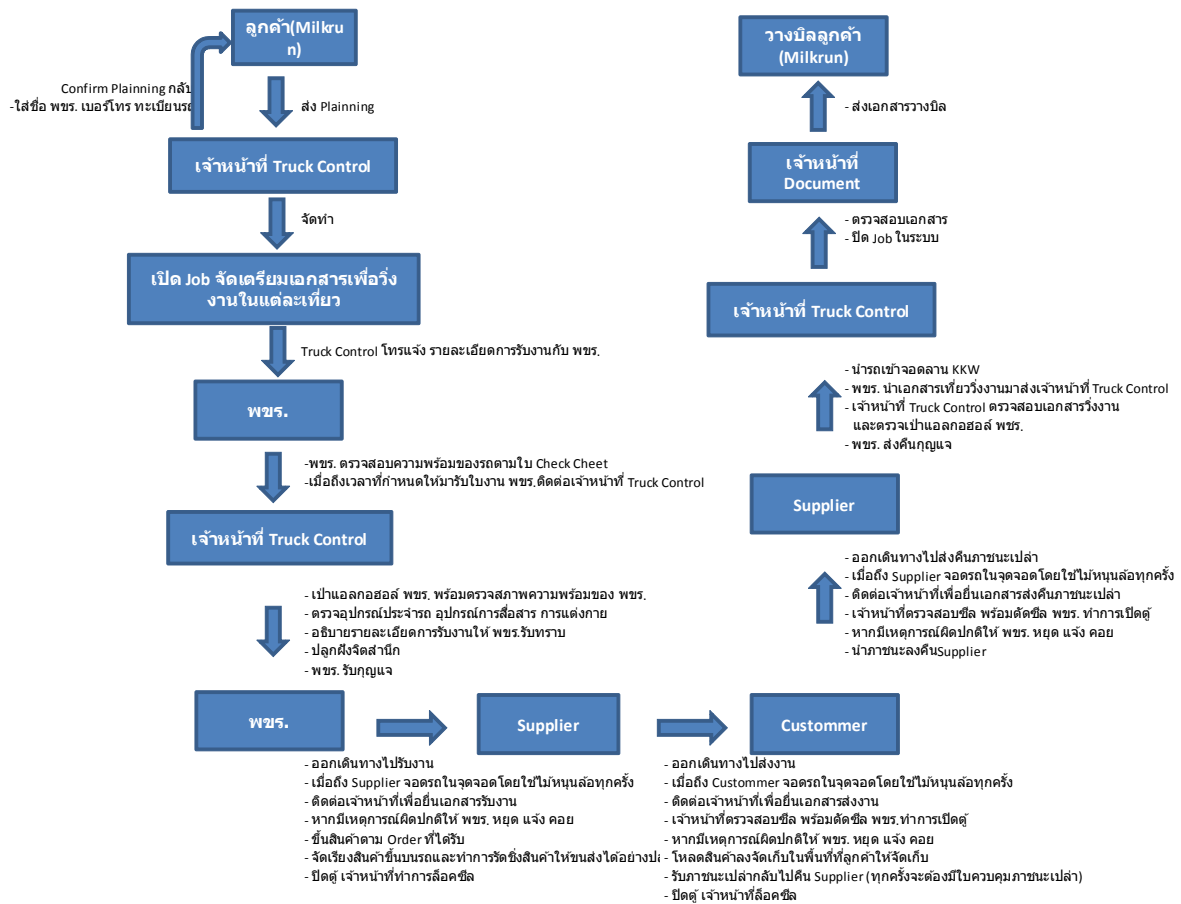 ลูกค้า(Milkru
n)
Confirm Plainning กลับ
-ใส่ชื่อ พขร. เบอร์โทร ทะเบียนรถ
ส่ง Plainning
เจ้าหน้าที่ Truck Control
จัดทำ
เปิด Job จัดเตรียมเอกสารเพื่อวิ่ง
งานในแต่ละเที่ยว
Truck Control โทรแจ้ง รายละเอียดการรับงานกับ พขร.
พขร.
-พขร. ตรวจสอบความพร้อมของรถตามใบ Check Cheet
-เมื่อถึงเวลาที่กำหนดให้มารับใบงาน พขร.ติดต่อเจ้าหน้าที่ Truck Control
เจ้าหน้าที่ Truck Control
- เป่าแอลกอฮอล์ พขร. พร้อมตรวจสภาพความพร้อมของ พขร.
- ตรวจอุปกรณ์ประจำรถ อุปกรณ์การสื่อสาร การแต่งกาย
- อธิบายรายละเอียดการรับงานให้ พขร.รับทราบ
- ปลูกฝังจิตสำนึก
- พขร. รับกุญแจ
พขร.
- ออกเดินทางไปรับงาน
- เมื่อถึง Supplier จอดรถในจุดจอดโดยใช้ไม้หนุนล้อทุกครั้ง
- ติดต่อเจ้าหน้าที่เพื่อยื่นเอกสารรับงาน
- หากมีเหตุการณ์ผิดปกติให้ พขร. หยุด แจ้ง คอย
- ขึ้นสินค้าตาม Order ที่ได้รับ
- จัดเรียงสินค้าขึ้นบนรถและทำการรัดชิ่งสินค้าให้ขนส่งได้อย่างปล
- ปิดตู้ เจ้าหน้าที่ทำการล็อคซีล
Supplier
Custommer
- ออกเดินทางไปส่งงาน
- เมื่อถึง Custommer จอดรถในจุดจอดโดยใช้ไม้หนุนล้อทุกครั้ง
- ติดต่อเจ้าหน้าที่เพื่อยื่นเอกสารส่งงาน
- เจ้าหน้าที่ตรวจสอบซีล พร้อมตัดซีล พขร.ทำการเปิดตู้
- หากมีเหตุการณ์ผิดปกติให้ พขร. หยุด แจ้ง คอย
- โหลดสินค้าลงจัดเก็บในพื้นที่ที่ลูกค้าให้จัดเก็บ
- รับภาชนะเปล่ากลับไปคืน Supplier (ทุกครั้งจะต้องมีใบควบคุมภาชนะเปล่า)
- ปิดตู้ เจ้าหน้าที่ล็อคซีล
- ออกเดินทางไปส่งคืนภาชนะเปล่า
- เมื่อถึง Supplier จอดรถในจุดจอดโดยใช้ไม้หนุนล้อทุกครั้ง
- ติดต่อเจ้าหน้าที่เพื่อยื่นเอกสารส่งคืนภาชนะเปล่า
- เจ้าหน้าที่ตรวจสอบซีล พร้อมตัดซีล พขร. ทำการเปิดตู้
- หากมีเหตุการณ์ผิดปกติให้ พขร. หยุด แจ้ง คอย
- นำภาชนะลงคืนSupplier
Supplier
- นำรถเข้าจอดลาน KKW
- พขร. นำเอกสารเที่ยววิ่งงานมาส่งเจ้าหน้าที่ Truck Control
- เจ้าหน้าที่ Truck Control ตรวจสอบเอกสารวิ่งงาน
และตรวจเป่าแอลกอฮอล์ พชร.
- พขร. ส่งคืนกุญแจ
เจ้าหน้าที่ Truck Control
- ตรวจสอบเอกสาร
- ปิด Job ในระบบ
เจ้าหน้าที่
Document
- ส่งเอกสารวางบิล
วางบิลลูกค้า
(Milkrun)